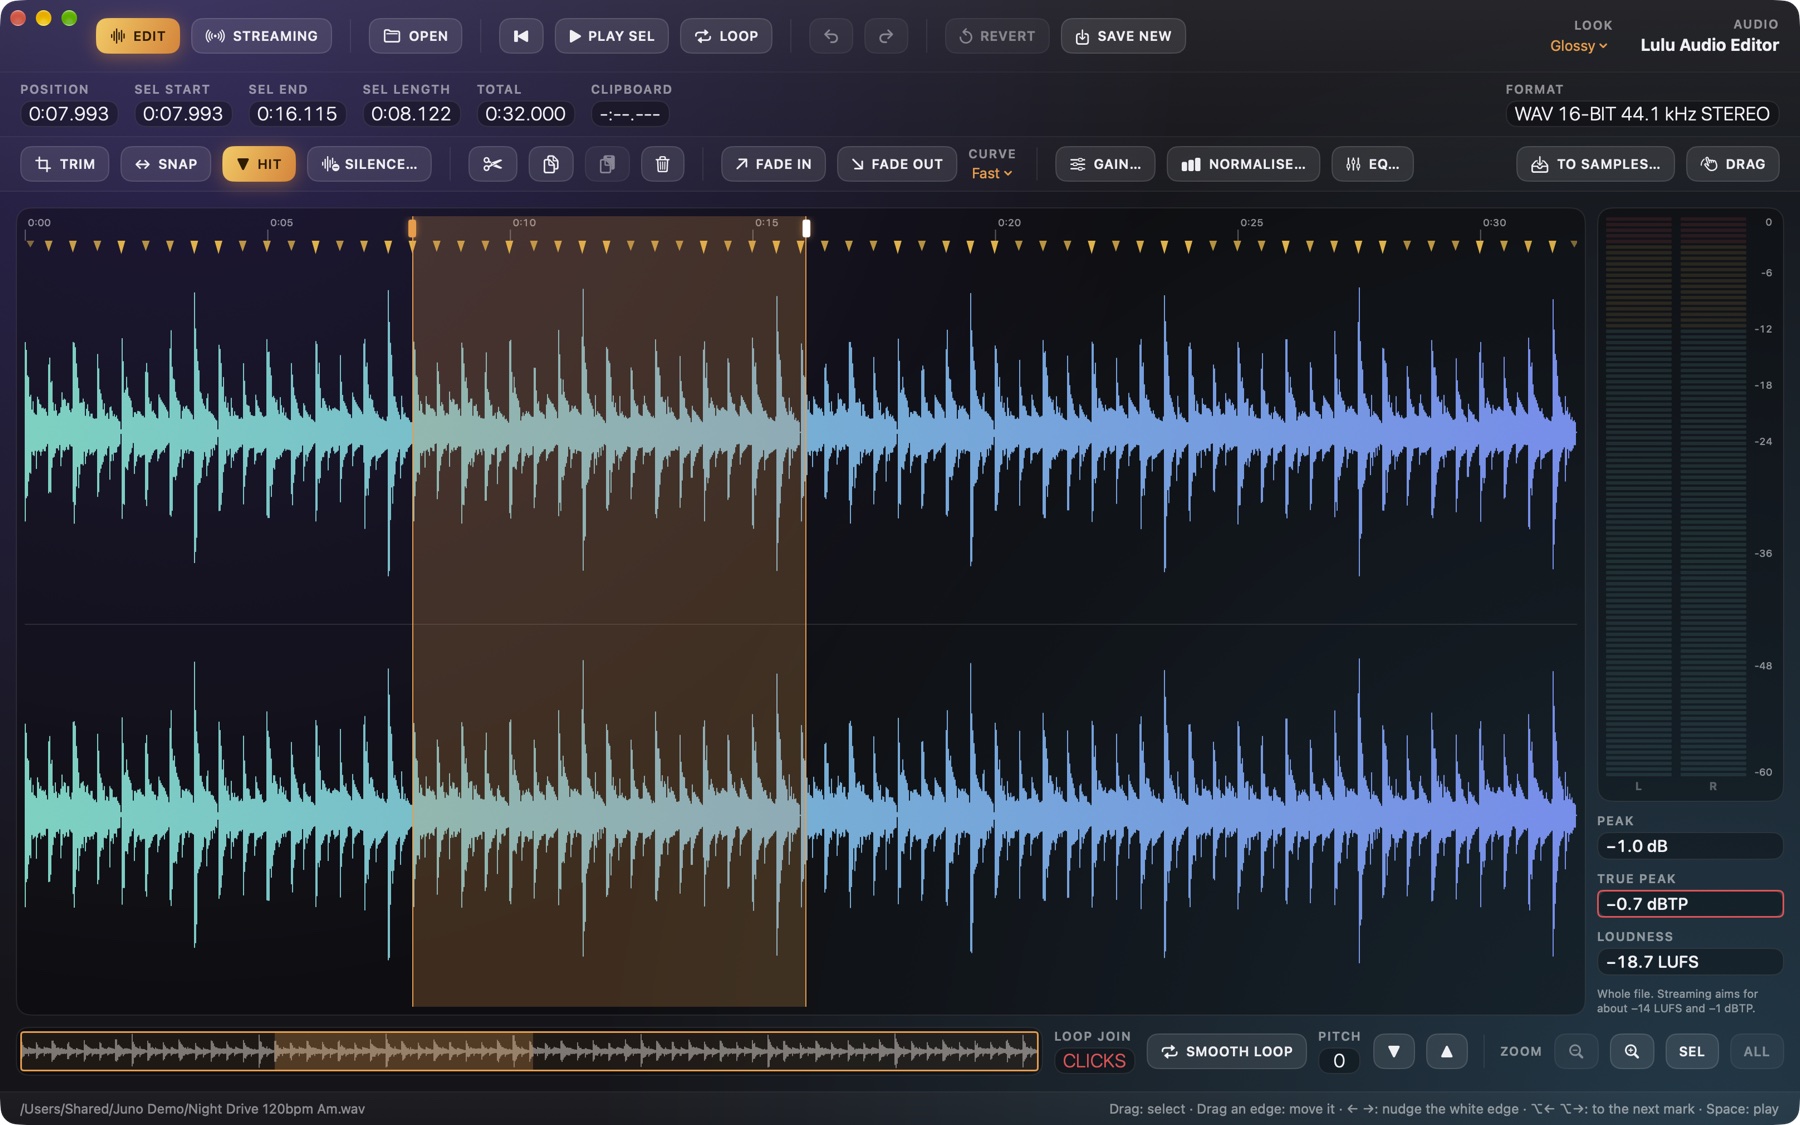 EDIT STREAMING OPEN PLAY SEL LOOP REVERT SAVE NEW
LOOK
Glossy
AUDIO
Lulu Audio Editor
POSITION SEL START SEL END SEL LENGTH TOTAL CLIPBOARD FORMAT
0:07.993 0:07.993 0:16.115 0:08.122 0:32.000 -:--.--- WAV 16-BIT 44.1 kHz STEREO
TRIM SNAP HIT SILENCE... FADE IN FADE OUT
CURVE
Fast
GAIN... NORMALISE... EQ... TO SAMPLES... DRAG
0:00 0:05 0:10 0:15 0:20 0:25 0:30
0
-6
-12
-18
-24
-36
-48
-60
L R
PEAK
−1.0 dB
TRUE PEAK
−0.7 dBTP
LOUDNESS
−18.7 LUFS
Whole file. Streaming aims for
about −14 LUFS and −1 dBTP.
LOOP JOIN
CLICKS
SMOOTH LOOP
PITCH
0
ZOOM SEL ALL
/Users/Shared/Juno Demo/Night Drive 120bpm Am.wav
Drag: select · Drag an edge: move it · ← →: nudge the white edge · ⌥← ⌥→: to the next mark · Space: play